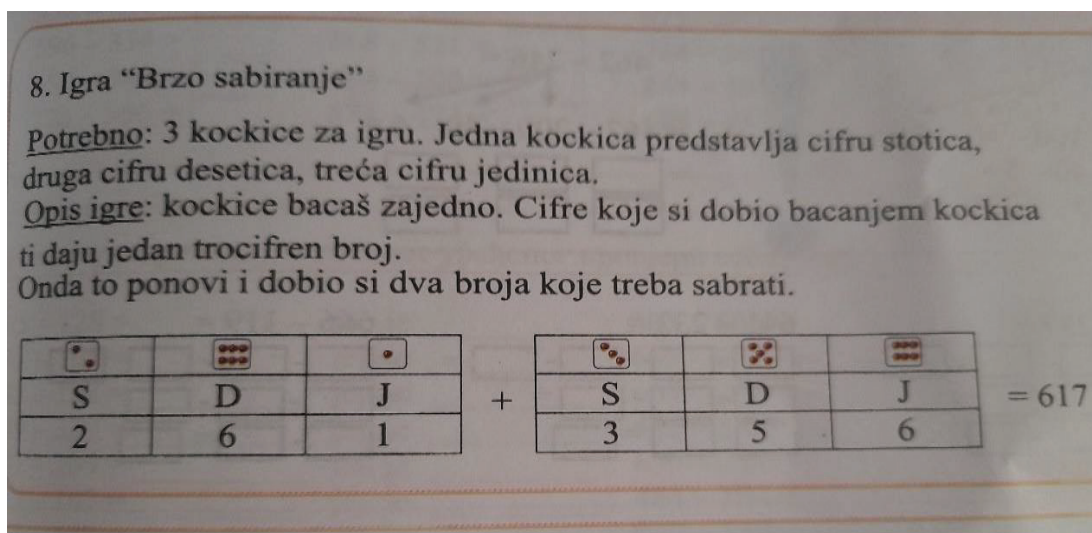 8. Igra “Brzo sabiranje”
Potrebno: 3 kockice za igru. Jedna kockica predstavlja cifru stotica,
druga cifru desetica, treća cifru jedinica.
Opis igre: kockice bacaš zajedno. Cifre koje si dobio bacanjem kockica
ti daju jedan trocifren broj.
Onda to ponovi i dobio si dva broja koje treba sabrati.
S D J + S D J = 617
2 6 1 3 5 6